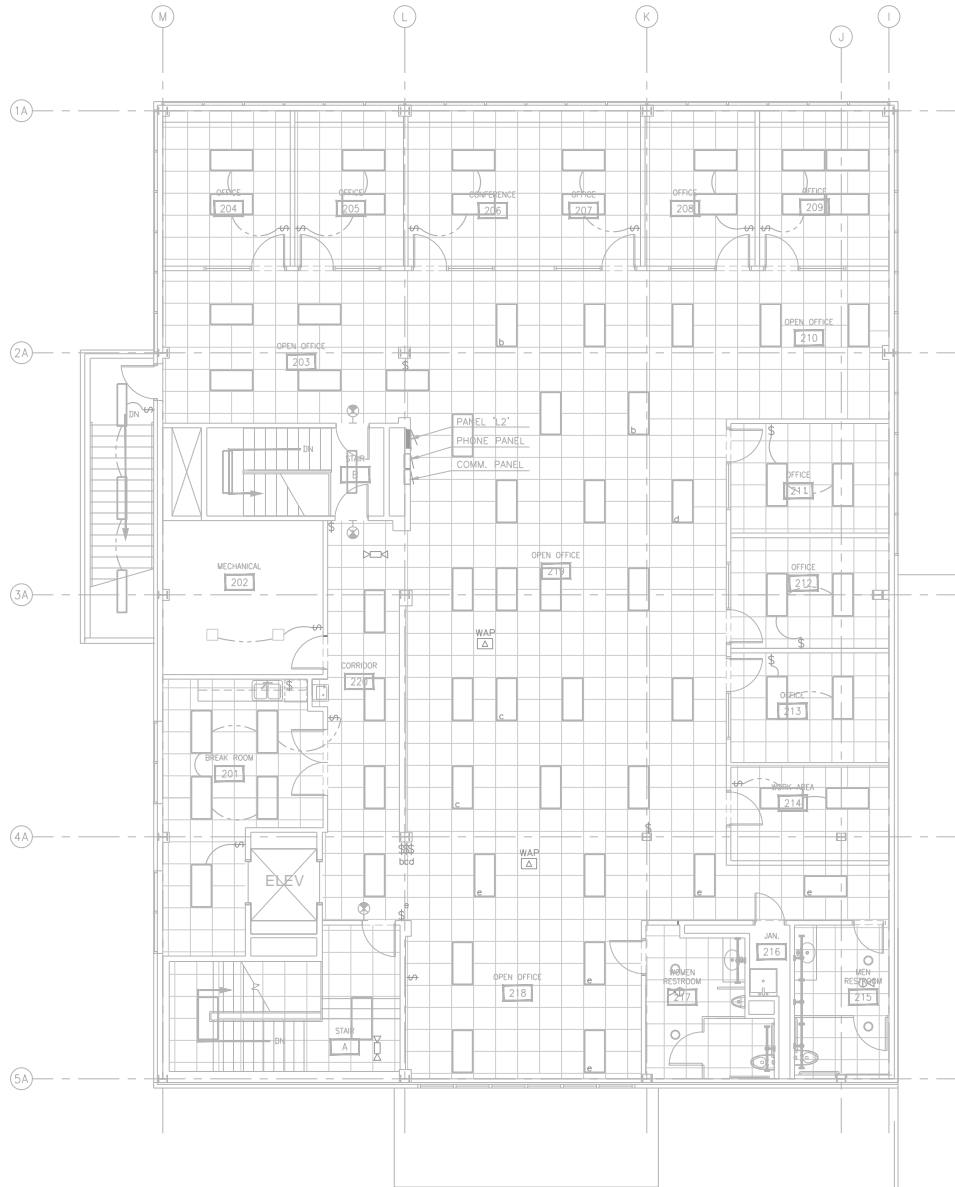 M
L
K
J
I
1A
OFFICE
204
OFFICE
205
CONFERENCE
206
OFFICE
207
OFFICE
208
OFFICE
209
$
$
$
$
$
$
b
OPEN OFFICE
203
OPEN OFFICE
210
2A
$
$
DN
b
PANEL 'L2'
PHONE PANEL
COMM. PANEL
DN
STAIR
B
$
OFFICE
211
d
$
MECHANICAL
202
OPEN OFFICE
219
OFFICE
212
3A
$
WAP
$
$
CORRIDOR
220
$
OFFICE
213
c
$
BREAK ROOM
201
$
WORK AREA
214
c
4A
$
$$$
bcd
$
WAP
ELEV
e
e
e
e
$
$
JAN.
216
OPEN OFFICE
218
e
WOMEN
RESTROOM
217
MEN
RESTROOM
215
DN
STAIR
A
e
5A